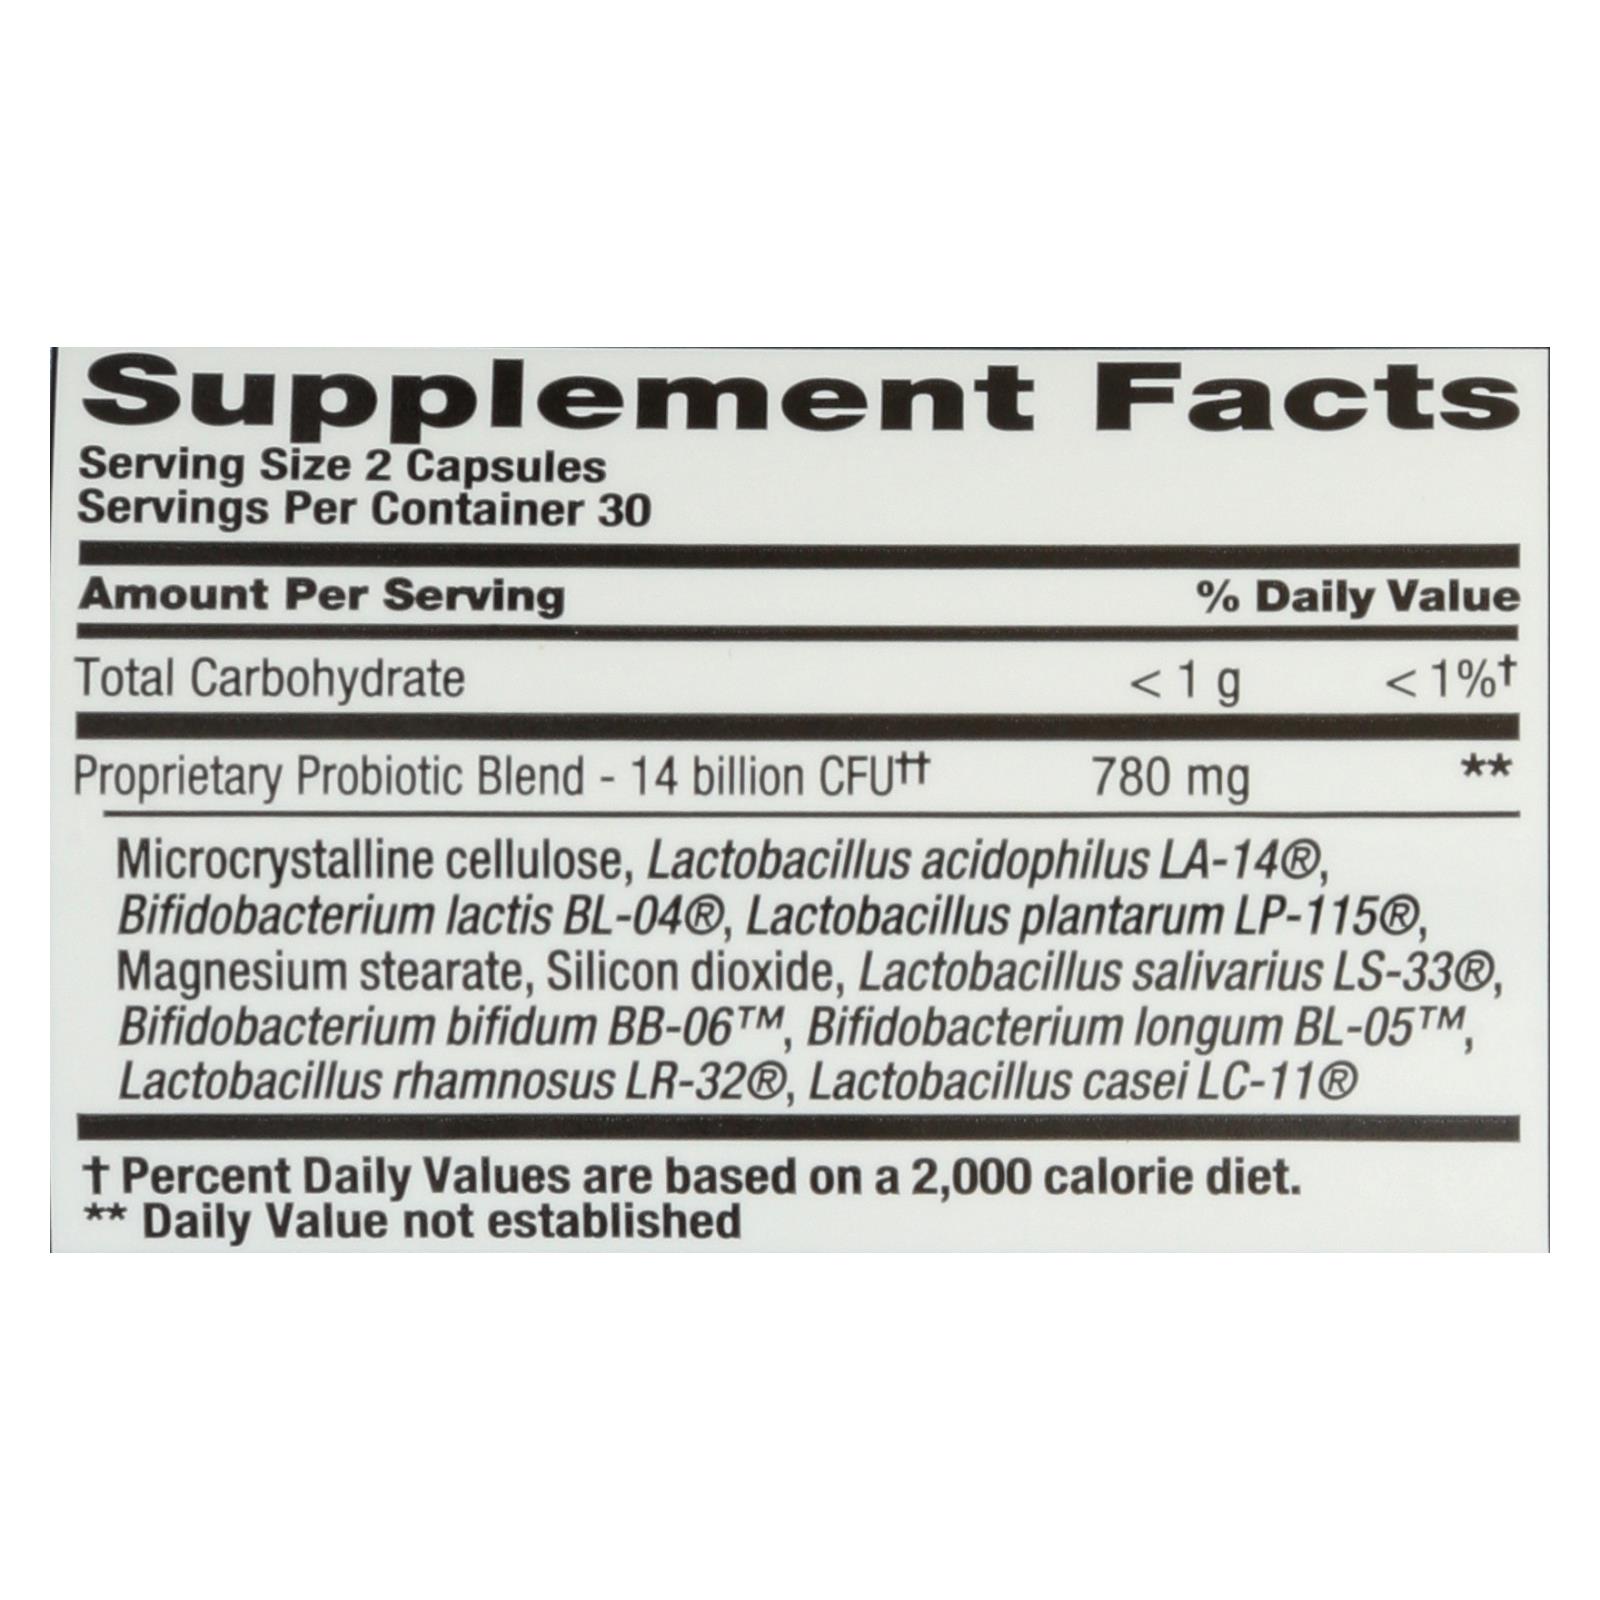 Supplement Facts
Serving Size 2 Capsules
Servings Per Container 30
Amount Per Serving % Daily Value
Total Carbohydrate < 1 g < 1%†
Proprietary Probiotic Blend - 14 billion CFU†† 780 mg **
Microcrystalline cellulose, Lactobacillus acidophilus LA-14®,
Bifidobacterium lactis BL-04®, Lactobacillus plantarum LP-115®,
Magnesium stearate, Silicon dioxide, Lactobacillus salivarius LS-33®,
Bifidobacterium bifidum BB-06™, Bifidobacterium longum BL-05™,
Lactobacillus rhamnosus LR-32®, Lactobacillus casei LC-11®
† Percent Daily Values are based on a 2,000 calorie diet.
** Daily Value not established